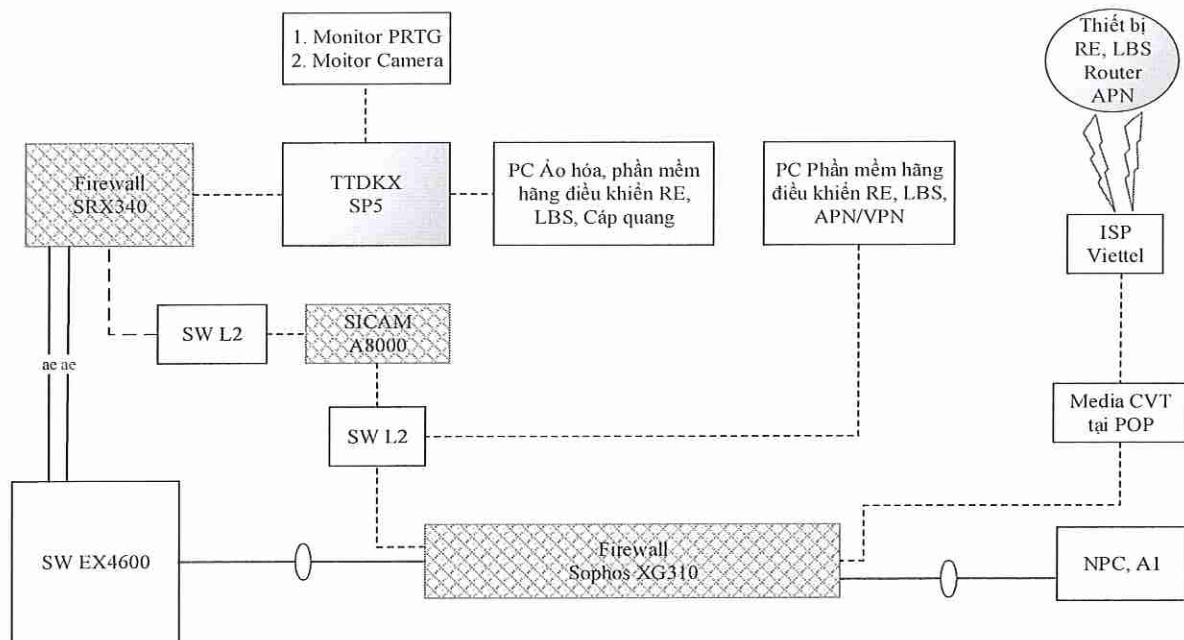 1. Monitor PRTG
2. Moitor Camera
Thiết bị
RE, LBS
Router
APN
Firewall
SRX340
TTDKX
SP5
PC Ảo hóa, phần mềm
hãng điều khiển RE,
LBS, Cáp quang
PC Phần mềm hãng
điều khiển RE, LBS,
APN/VPN
ISP
Viettel
SW L2
SICAM
A8000
ae ae
Media CVT
tại POP
SW L2
SW EX4600
Firewall
Sophos XG310
NPC, A1